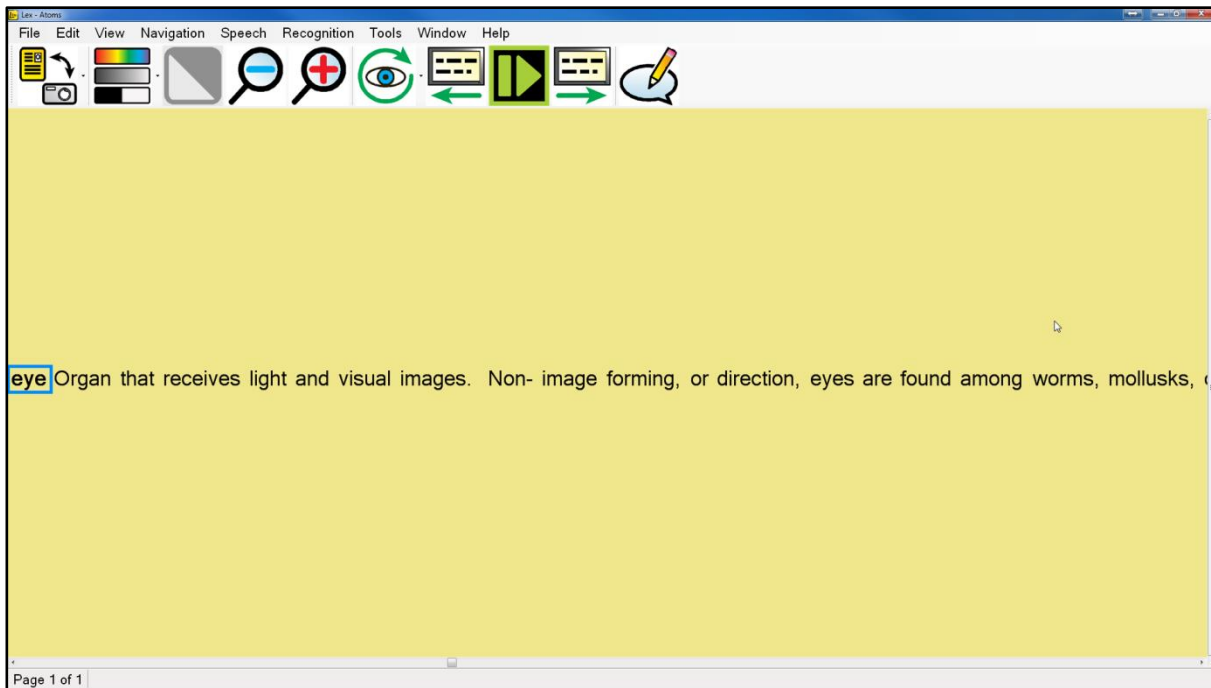 Lex - Atoms
File Edit View Navigation Speech Recognition Tools Window Help
eye Organ that receives light and visual images. Non- image forming, or direction, eyes are found among worms, mollusks,
Page 1 of 1